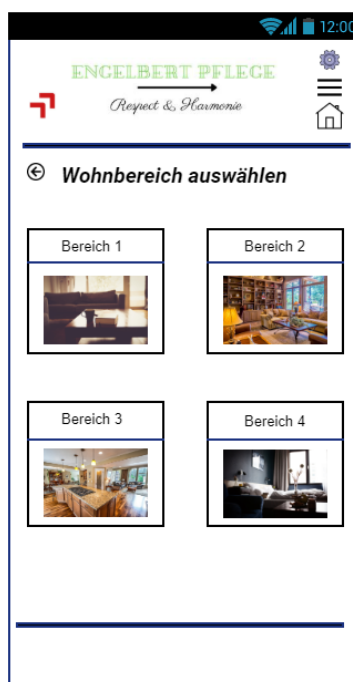 12:00
ENGELBERT PFLEGE
Respect & Harmonie
Wohnbereich auswählen
Bereich 1
Bereich 2
Bereich 3
Bereich 4